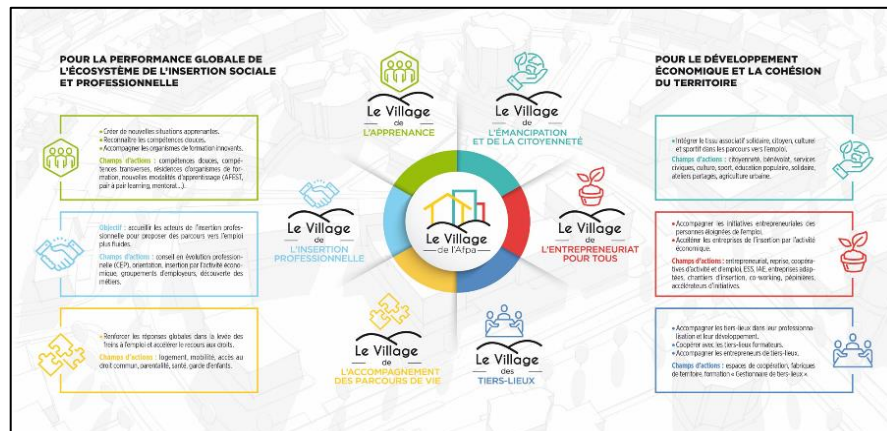 POUR LA PERFORMANCE GLOBALE DE
L'ÉCOSYSTÈME DE L'INSERTION SOCIALE
ET PROFESSIONNELLE
• Créer de nouvelles situations apprenantes.
• Reconnaître les compétences douces.
• Accompagner les organismes de formation innovants.
Champs d'actions : compétences douces, compé-
tences transverses, résidences d'organismes de for-
mation, nouvelles modalités d'apprentissage (AFEST,
pair à pair learning, mentorat...).
Objectif : accueillir les acteurs de l'insertion profes-
sionnelle pour proposer des parcours vers l'emploi
plus fluides.
Champs d'actions : conseil en évolution profession-
nelle (CEP), orientation, insertion par l'activité écono-
mique, groupements d'employeurs, découverte des
métiers.
• Renforcer les réponses globales dans la levée des
freins à l'emploi et accélérer le recours aux droits.
Champs d'actions : logement, mobilité, accès au
droit commun, parentalité, santé, garde d'enfants.
Le Village
de
L'APPRENANCE
Le Village
de
L'ÉMANCIPATION
ET DE LA CITOYENNETÉ
Le Village
de
L'INSERTION
PROFESSIONNELLE
Le Village
de l'Afpa
Le Village
de
L'ENTREPRENEURIAT
POUR TOUS
Le Village
de
L'ACCOMPAGNEMENT
DES PARCOURS DE VIE
Le Village
des
TIERS-LIEUX
POUR LE DÉVELOPPEMENT
ÉCONOMIQUE ET LA COHÉSION
DU TERRITOIRE
• Intégrer le tissu associatif solidaire, citoyen, culturel
et sportif dans les parcours vers l'emploi.
Champs d'actions : citoyenneté, bénévolat, services
civiques, culture, sport, éducation populaire, solidaire,
ateliers partagés, agriculture urbaine.
• Accompagner les initiatives entrepreneuriales des
personnes éloignées de l'emploi.
• Accélérer les entreprises de l'insertion par l'activité
économique.
Champs d'actions : entrepreneuriat, reprise, coopéra-
tives d'activité et d'emploi, ESS, IAE, entreprises adap-
tées, chantiers d'insertion, co-working, pépinières,
accélérateurs d'initiatives.
• Accompagner les tiers-lieux dans leur professionna-
lisation et leur développement.
• Coopérer avec les tiers-lieux formateurs.
• Accompagner les entrepreneurs de tiers-lieux.
Champs d'actions : espaces de coopération, fabriques
de territoire, formation « Gestionnaire de tiers-lieux ».